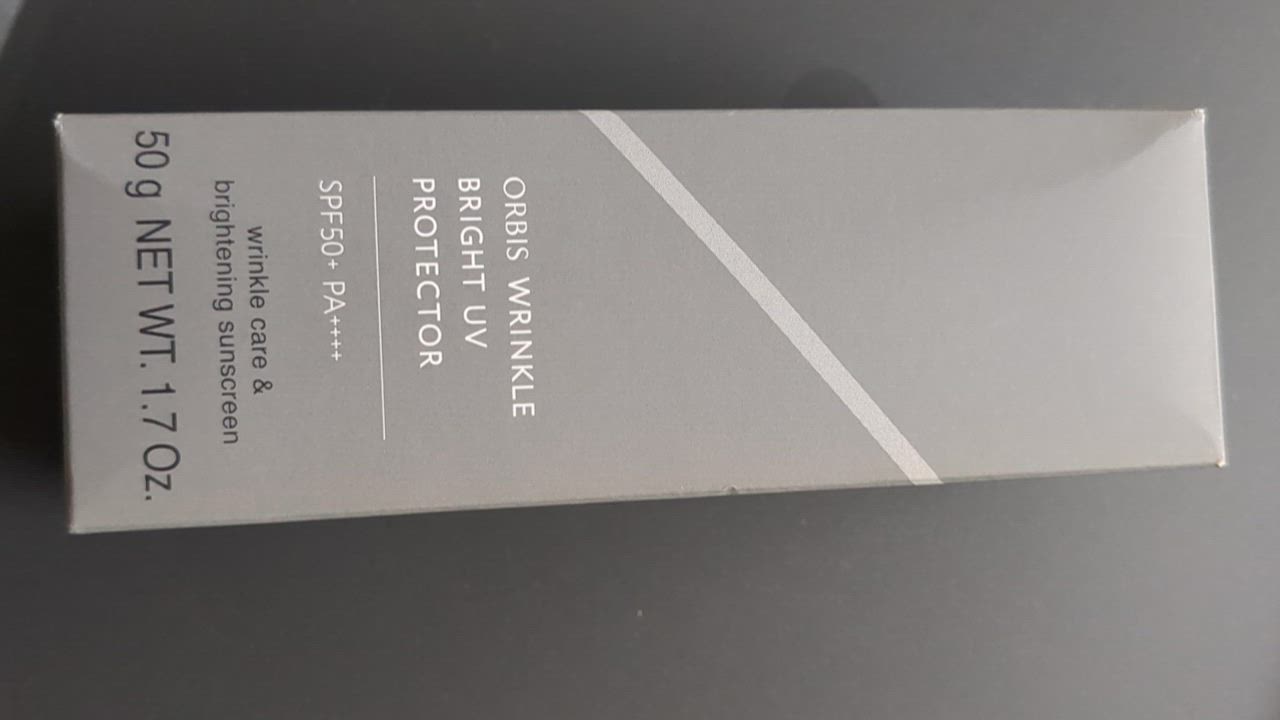 ORBIS WRINKLE
BRIGHT UV
PROTECTOR
SPF50+ PA++++
wrinkle care &
brightening sunscreen
50 g NET WT. 1.7 Oz.